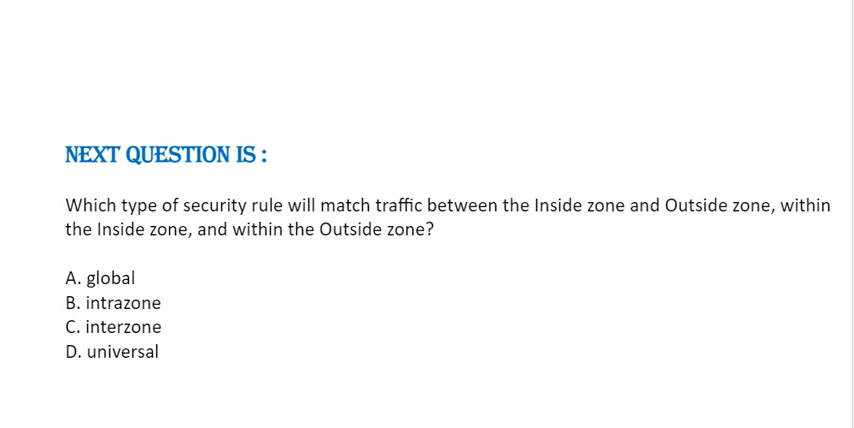 NEXT QUESTION IS :
Which type of security rule will match traffic between the Inside zone and Outside zone, within
the Inside zone, and within the Outside zone?
A. global
B. intrazone
C. interzone
D. universal